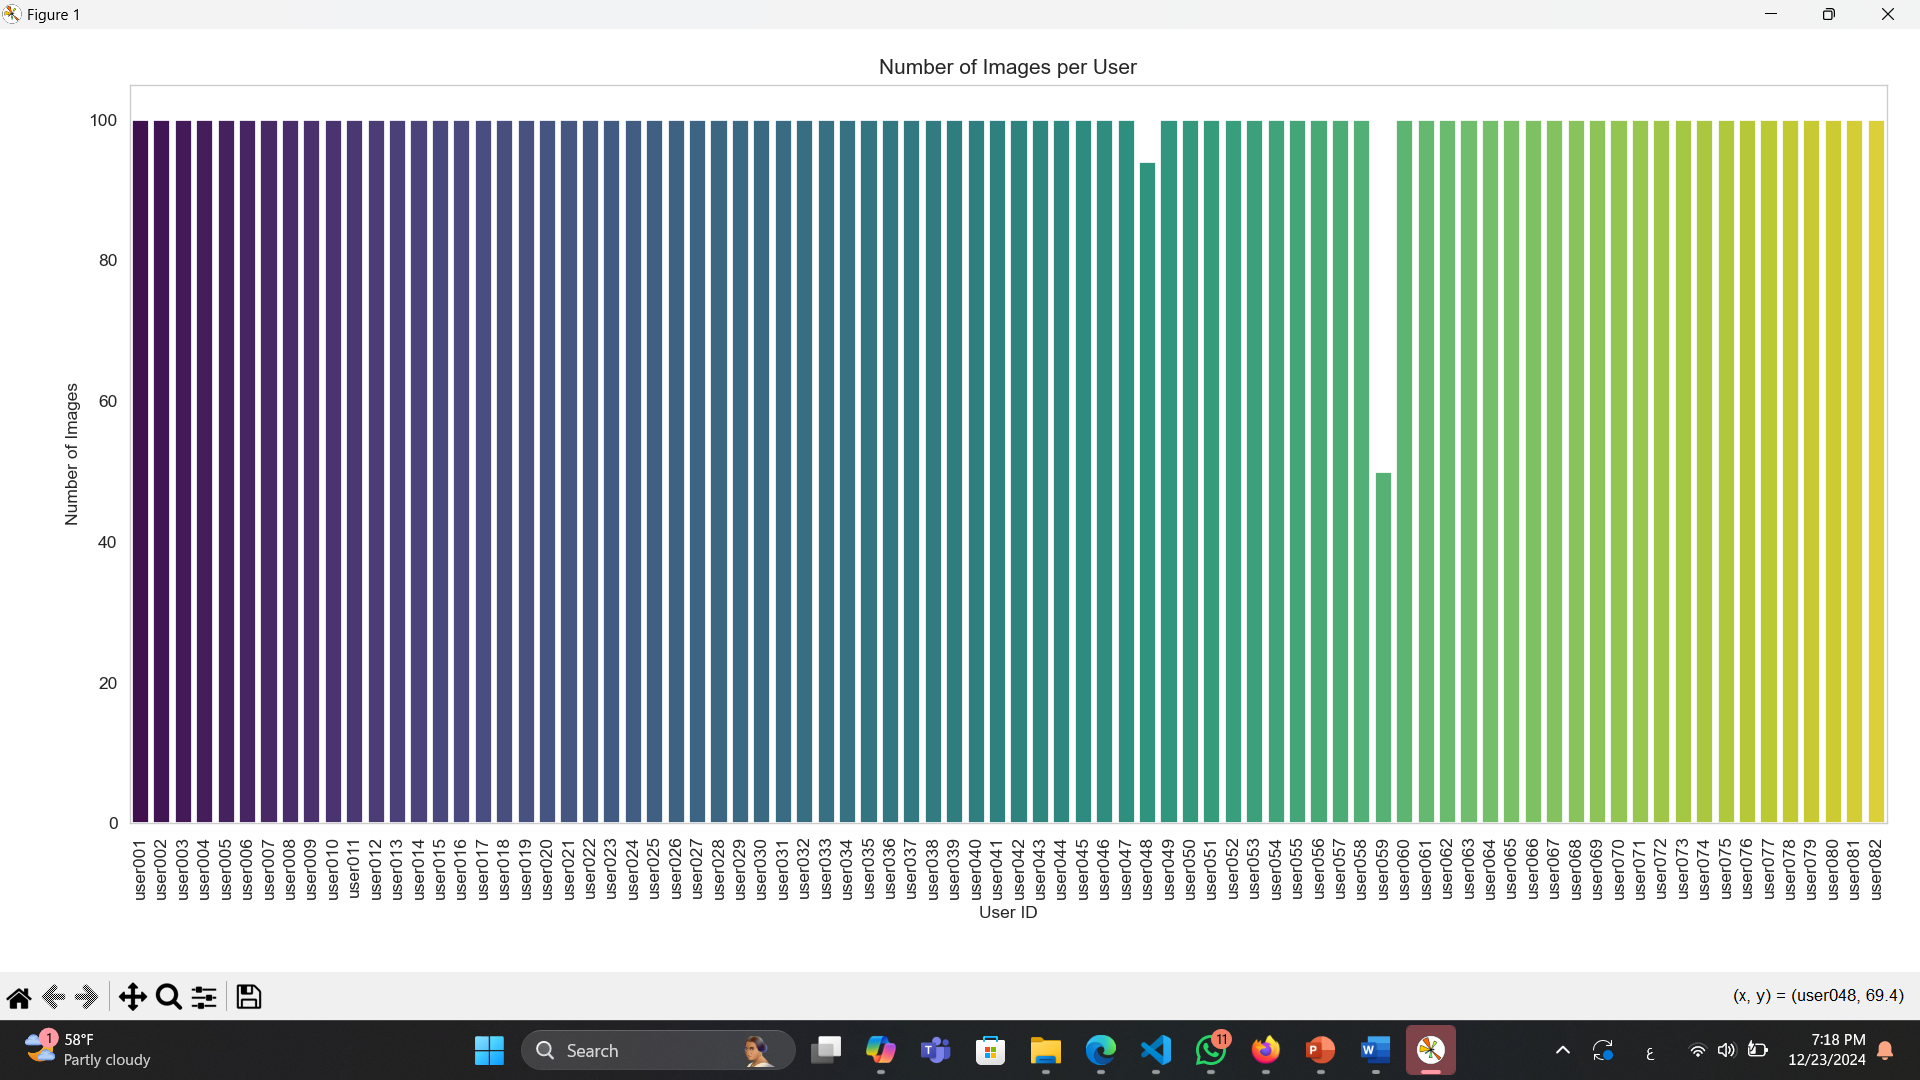 Figure 1
Number of Images per User
100
80
60
40
20
0
Number of Images
user001 user002 user003 user004 user005 user006 user007 user008 user009 user010 user011 user012 user013 user014 user015 user016 user017 user018 user019 user020 user021 user022 user023 user024 user025 user026 user027 user028 user029 user030 user031 user032 user033 user034 user035 user036 user037 user038 user039 user040 user041 user042 user043 user044 user045 user046 user047 user048 user049 user050 user051 user052 user053 user054 user055 user056 user057 user058 user059 user060 user061 user062 user063 user064 user065 user066 user067 user068 user069 user070 user071 user072 user073 user074 user075 user076 user077 user078 user079 user080 user081 user082
User ID
(x, y) = (user048, 69.4)
1
58°F
Partly cloudy
Search
T
11
P
W
ع
7:18 PM
12/23/2024